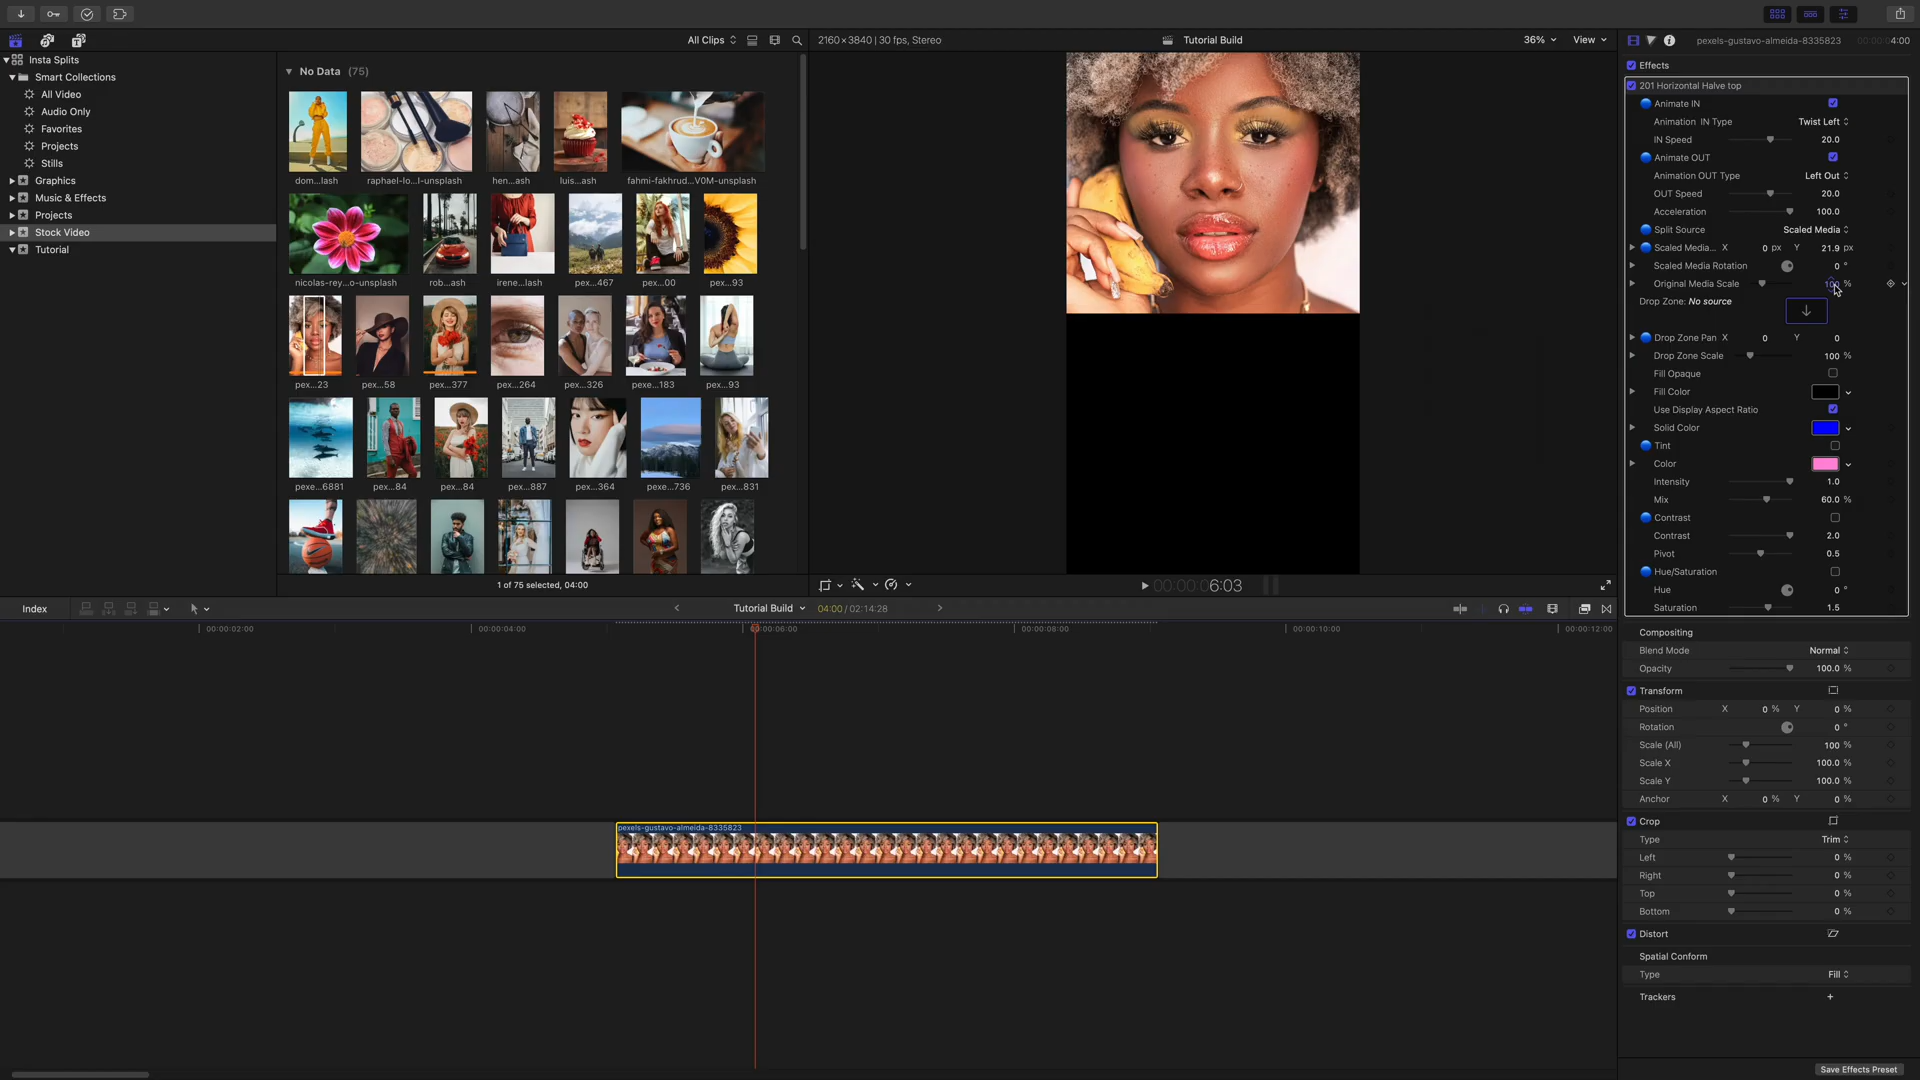 All Clips
2160×3840 | 30 fps, Stereo
Tutorial Build
36%
View
pexels-gustavo-almeida-8335823
00:00:04:00
Insta Splits
Smart Collections
All Video
Audio Only
Favorites
Projects
Stills
Graphics
Music & Effects
Projects
Stock Video
Tutorial
No Data (75)
dom...lash
raphael-lo...l-unsplash
hen...ash
luis...ash
fahmi-fakhrud...V0M-unsplash
nicolas-rey...o-unsplash
rob...ash
irene...lash
pex...467
pex...00
pex...93
pex...23
pex...58
pex...377
pex...264
pex...326
pexe...183
pex...93
pexe...6881
pex...84
pex...84
pex...887
pex...364
pexe...736
pex...831
1 of 75 selected, 04:00
00:00:00:06:03
Effects
201 Horizontal Halve top
Animate IN
Animation IN Type Twist Left
IN Speed 20.0
Animate OUT
Animation OUT Type Left Out
OUT Speed 20.0
Acceleration 100.0
Split Source Scaled Media
Scaled Media... X 0 px Y 21.9 px
Scaled Media Rotation 0 °
Original Media Scale 100 %
Drop Zone: No source
Drop Zone Pan X 0 Y 0
Drop Zone Scale 100 %
Fill Opaque
Fill Color
Use Display Aspect Ratio
Solid Color
Tint
Color
Intensity 1.0
Mix 60.0 %
Contrast
Contrast 2.0
Pivot 0.5
Hue/Saturation
Hue 0 °
Saturation 1.5
Compositing
Blend Mode Normal
Opacity 100.0 %
Transform
Position X 0 % Y 0 %
Rotation 0 °
Scale (All) 100 %
Scale X 100.0 %
Scale Y 100.0 %
Anchor X 0 % Y 0 %
Crop
Type Trim
Left 0 %
Right 0 %
Top 0 %
Bottom 0 %
Distort
Spatial Conform
Type Fill
Trackers +
Save Effects Preset
Index
Tutorial Build
04:00 / 02:14:28
00:00:02:00
00:00:04:00
00:00:06:00
00:00:08:00
00:00:10:00
00:00:12:00
pexels-gustavo-almeida-8335823